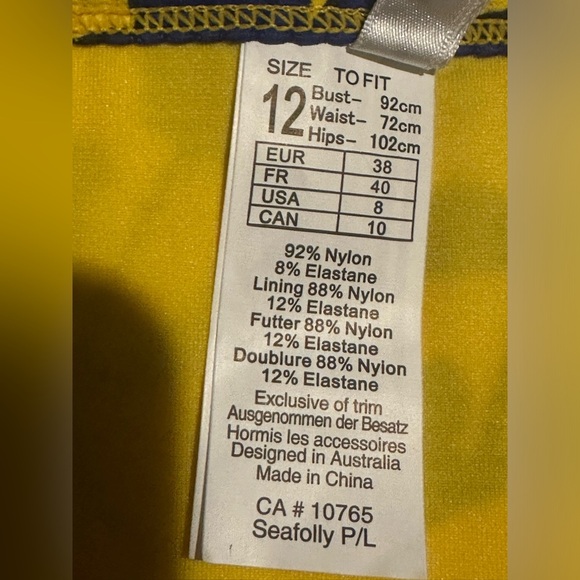 SIZE TO FIT
12 Bust– 92cm
Waist– 72cm
Hips– 102cm
EUR 38
FR 40
USA 8
CAN 10
92% Nylon
8% Elastane
Lining 88% Nylon
12% Elastane
Futter 88% Nylon
12% Elastane
Doublure 88% Nylon
12% Elastane
Exclusive of trim
Ausgenommen der Besatz
Hormis les accessoires
Designed in Australia
Made in China
CA # 10765
Seafolly P/L